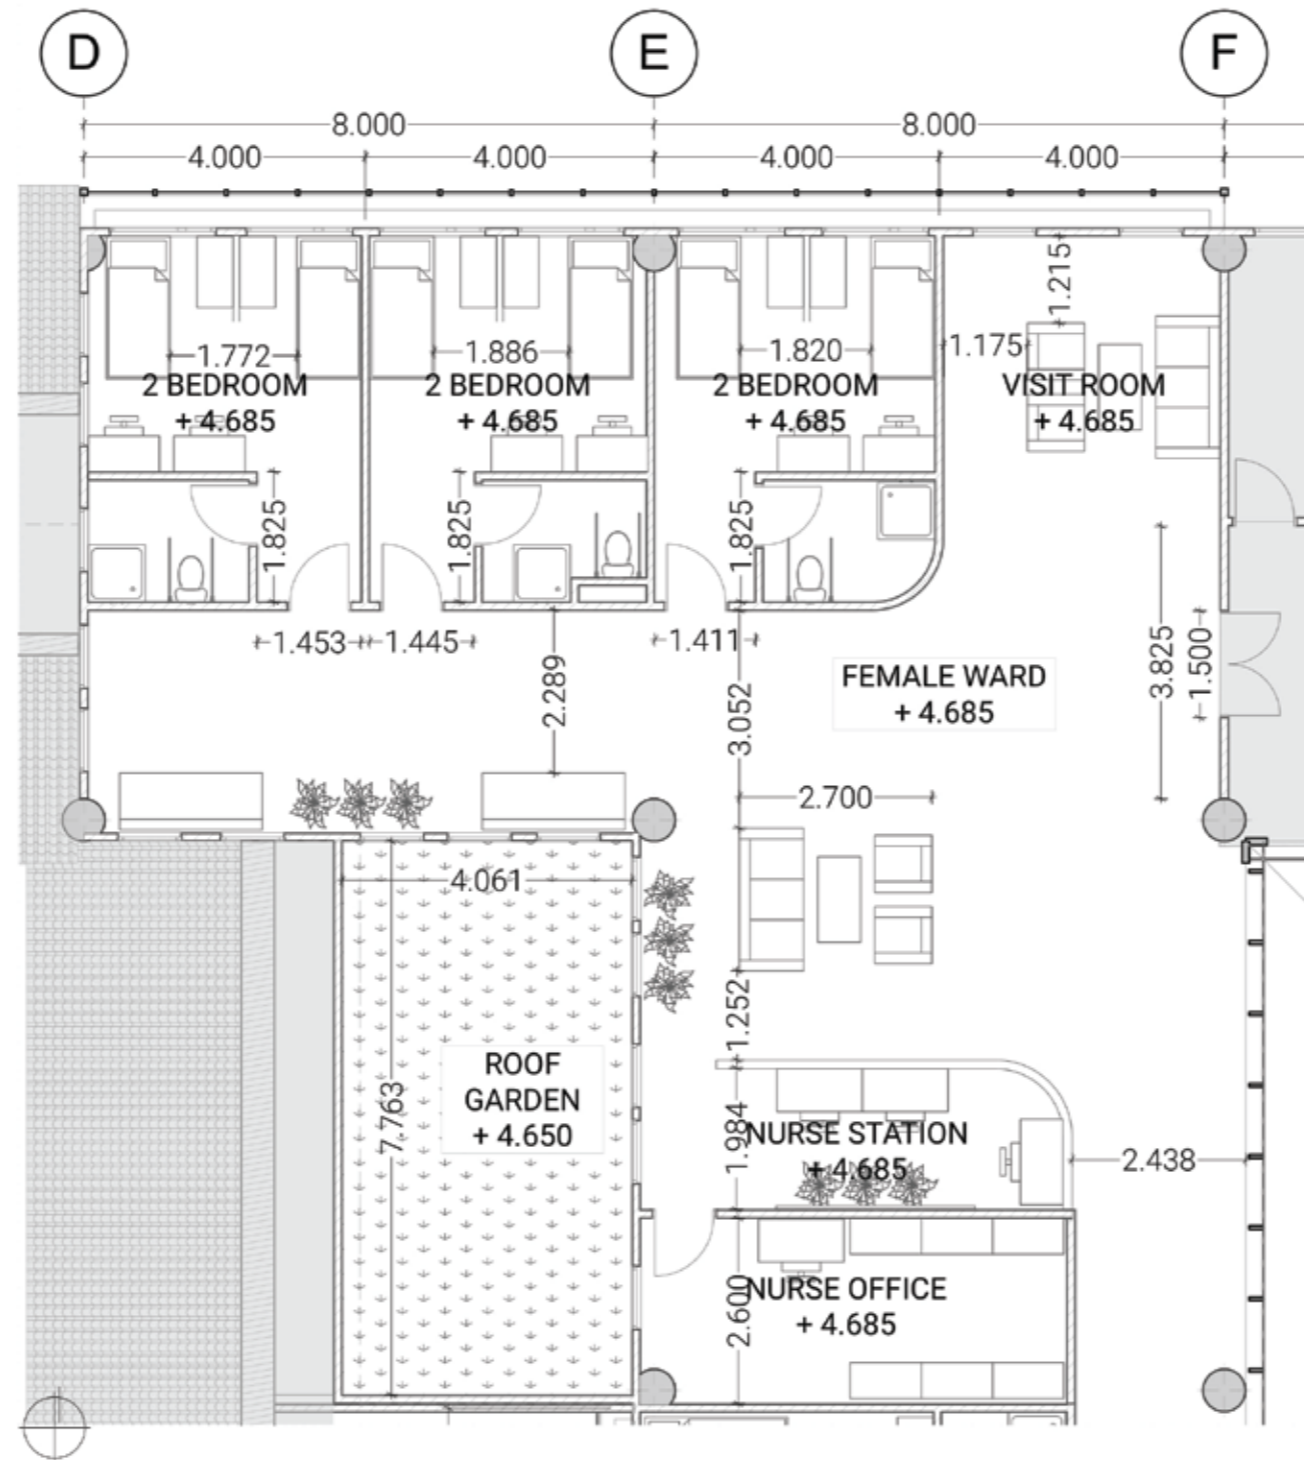 D E F
8.000 8.000
4.000 4.000 4.000 4.000
1.215
1.772 1.886 1.820 1.175
2 BEDROOM 2 BEDROOM 2 BEDROOM VISIT ROOM
+ 4.685 + 4.685 + 4.685 + 4.685
1.825 1.825 1.825
1.453 1.445 1.411
2.289 3.052 3.825 1.500
FEMALE WARD
+ 4.685
2.700
4.061
1.252
ROOF
GARDEN
+ 4.650
7.763
1.984
NURSE STATION
+ 4.685
2.438
NURSE OFFICE
+ 4.685
2.600